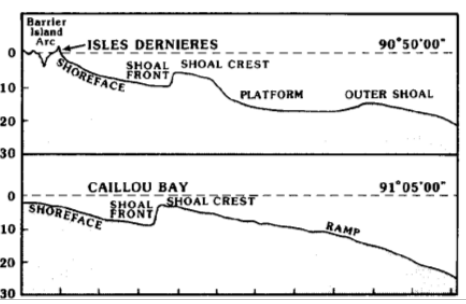 Barrier
Island
Arc
ISLES DERNIERES
90°50'00"
0
SHOREFACE
SHOAL
FRONT
SHOAL CREST
10
PLATFORM
OUTER SHOAL
20
30
CAILLOU BAY
91°05'00"
0
SHOREFACE
SHOAL
FRONT
SHOAL CREST
10
RAMP
20
30